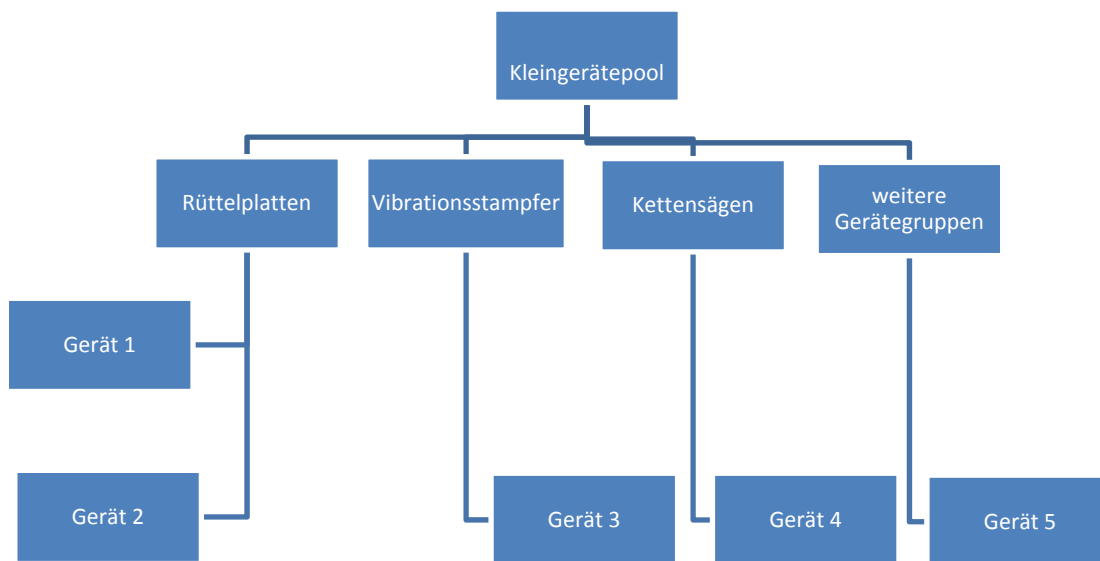 Kleingerätepool
Rüttelplatten
Vibrationsstampfer
Kettensägen
weitere
Gerätegruppen
Gerät 1
Gerät 2
Gerät 3
Gerät 4
Gerät 5